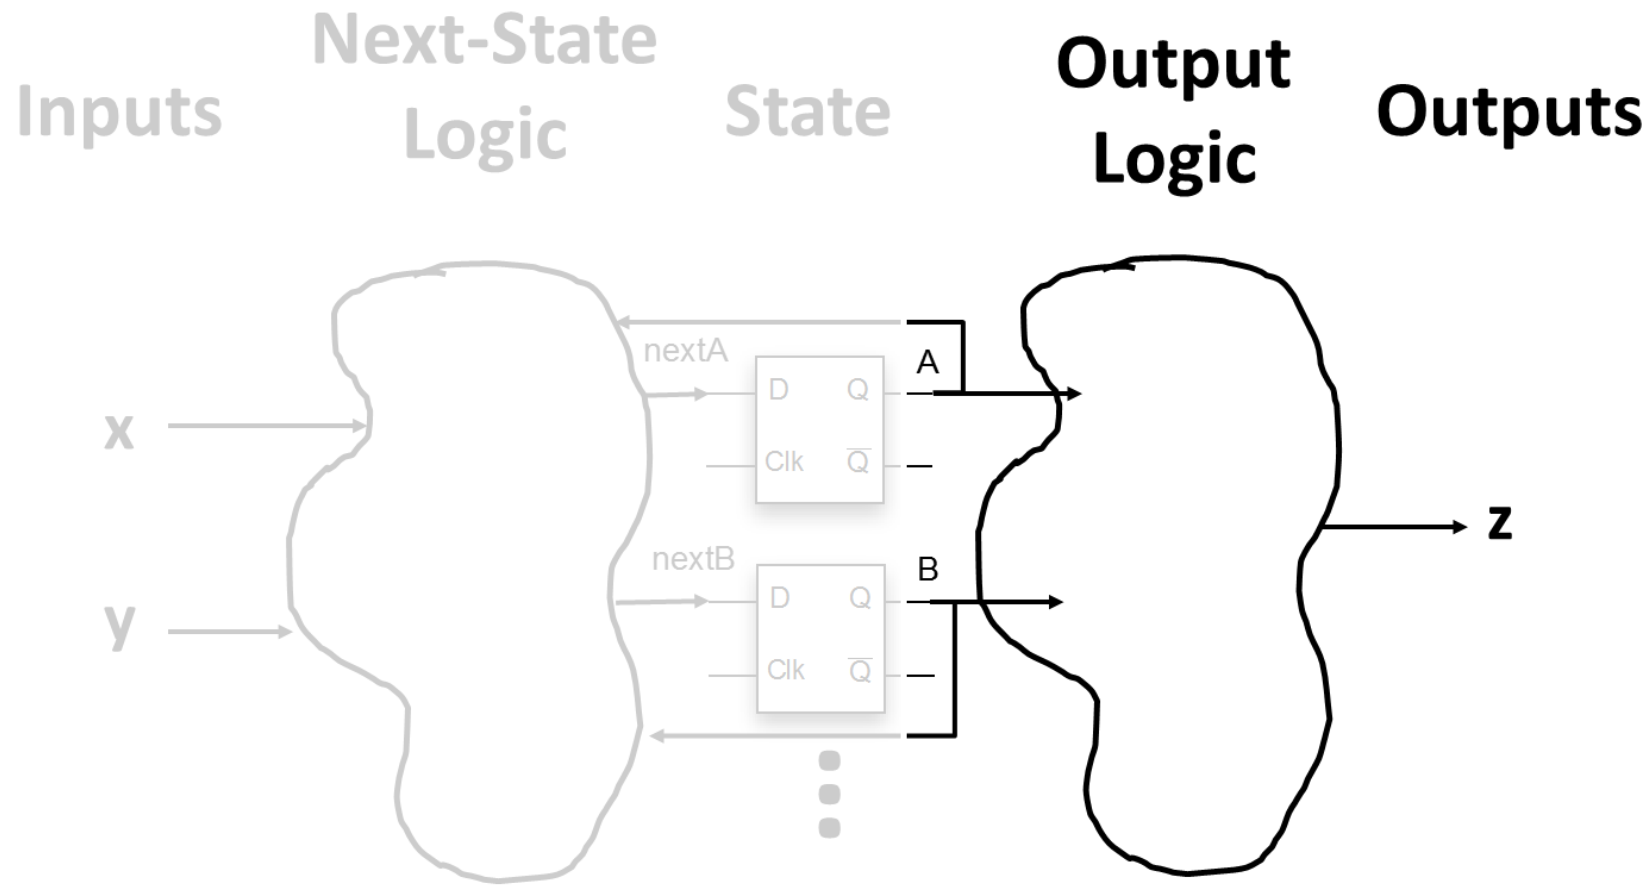 Inputs
Next-State
Logic
State
Output
Logic
Outputs
x
y
nextA
D
Q
Clk
Q̅
A
nextB
D
Q
Clk
Q̅
B
z